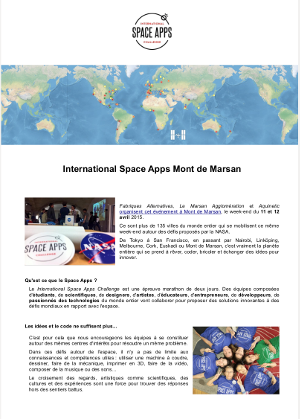 INTERNATIONAL
SPACE APPS
CHALLENGE
International Space Apps Mont de Marsan
Fabriques Alternatives, Le Marsan Agglomération et Aquinetic
organisent cet événement à Mont de Marsan, le week-end du 11 et 12
avril 2015.
Ce sont plus de 135 villes du monde entier qui se mobilisent ce même
week-end autour des défis proposés par la NASA.
De Tokyo à San Francisco, en passant par Nairobi, Linköping,
Melbourne, Cork, Euskadi ou Mont de Marsan, c'est vraiment la planète
entière qui se prend à rêver, coder, bricoler et échanger des idées pour
innover.
SPACE APPS
NASA
Qu'est ce que le Space Apps ?
Le International Space Apps Challenge est une épreuve marathon de deux jours. Des équipes composées
d'étudiants, de scientifiques, de designers, d'artistes, d'éducateurs, d'entrepreneurs, de développeurs, de
passionnés des technologies du monde entier vont collaborer pour proposer des solutions innovantes à des
défis mondiaux en rapport avec l'espace.
Les idées et le code ne suffisent plus...
C'est pour cela que nous encourageons les équipes à se constituer
autour des mêmes centres d'intérêt pour résoudre un même problème.
Dans ces défis autour de l'espace, il n'y a pas de limite aux
connaissances et compétences utiles : utiliser une machine à coudre,
dessiner, faire de la mécanique, imprimer en 3D, faire de la vidéo,
composer de la musique ou des sons...
Le croisement des regards, artistiques comme scientifiques, des
cultures et des expériences sont une force pour trouver des réponses
hors des sentiers battus.